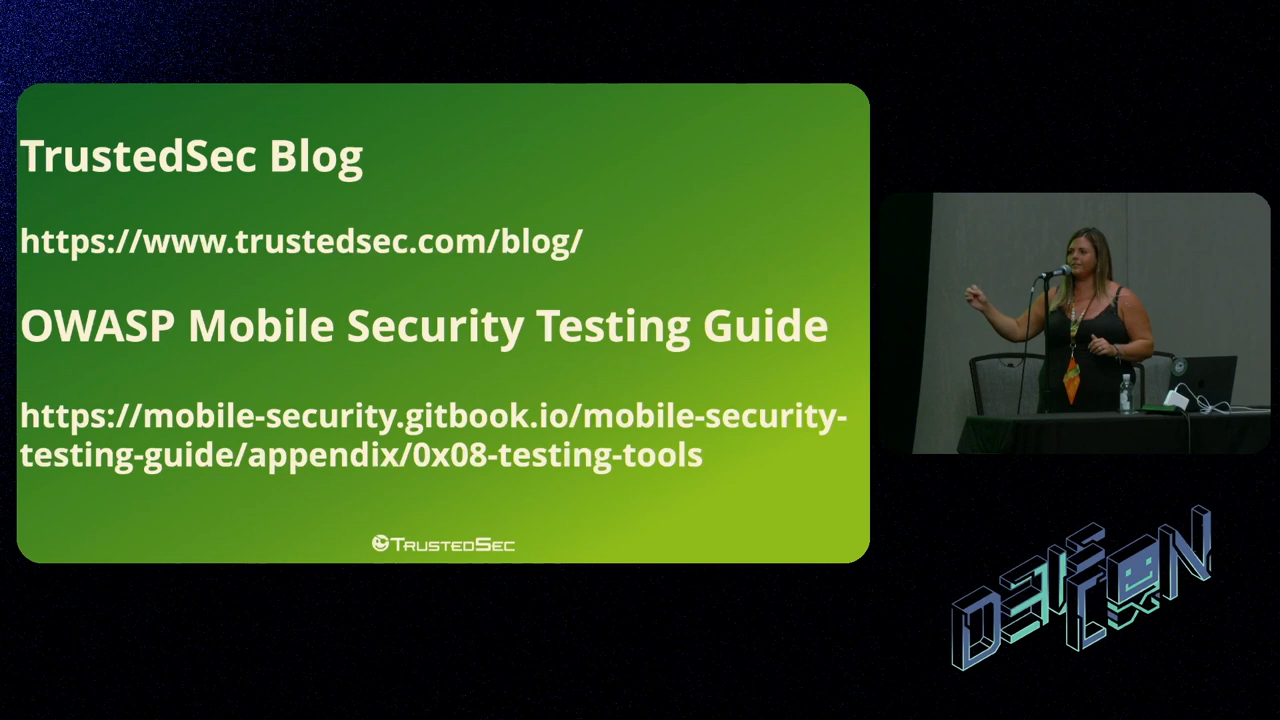 TrustedSec Blog
https://www.trustedsec.com/blog/
OWASP Mobile Security Testing Guide
https://mobile-security.gitbook.io/mobile-security-
testing-guide/appendix/0x08-testing-tools
TRUSTEDSEC
DEF CON